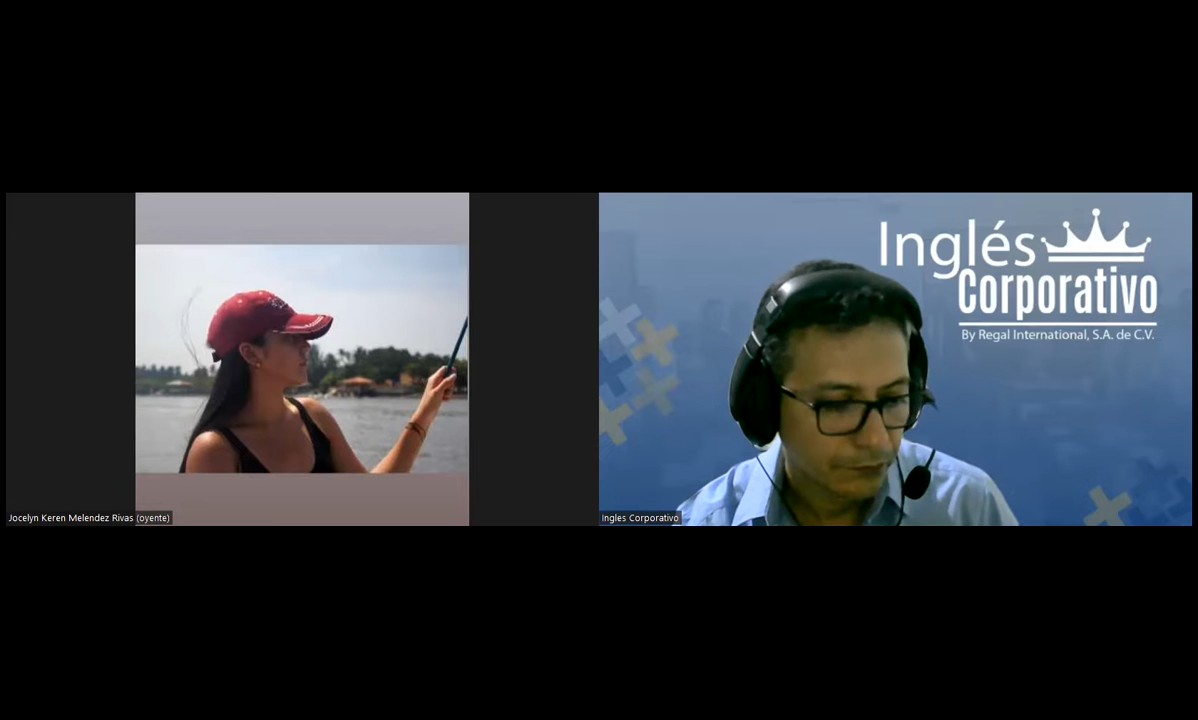 Inglés
Corporativo
By Regal International, S.A. de C.V.
Jocelyn Keren Melendez Rivas (oyente)
Ingles Corporativo